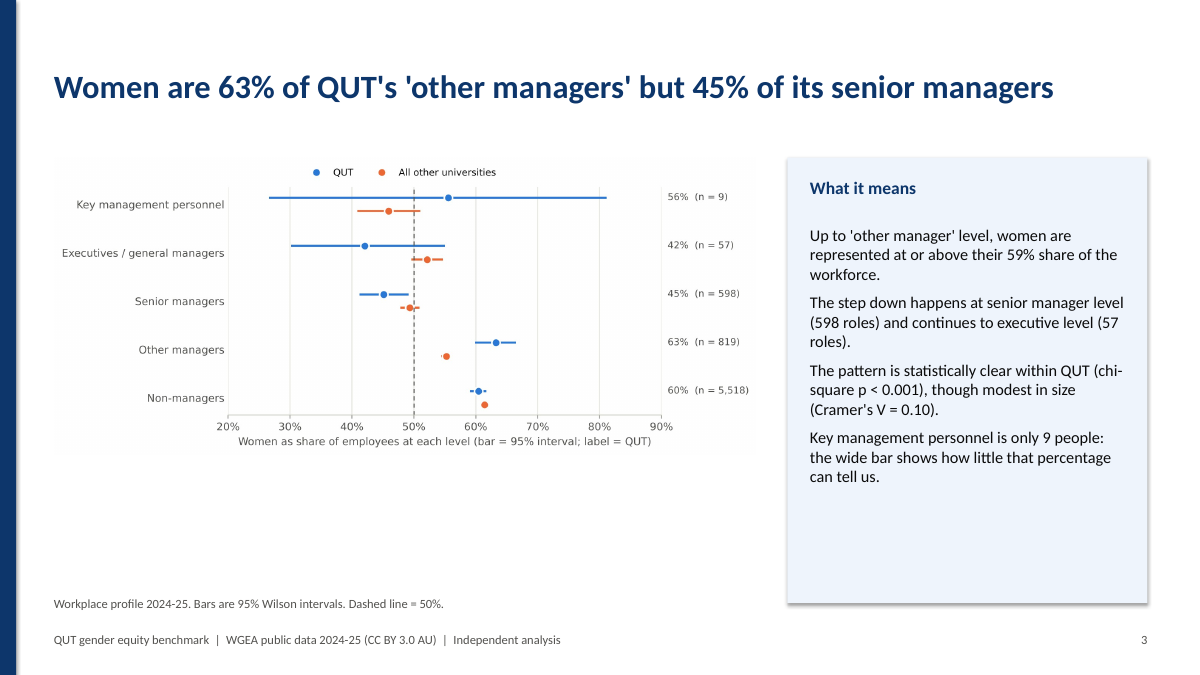 Women are 63% of QUT's 'other managers' but 45% of its senior managers
QUT
All other universities
Key management personnel
56% (n = 9)
Executives / general managers
42% (n = 57)
Senior managers
45% (n = 598)
Other managers
63% (n = 819)
Non-managers
60% (n = 5,518)
20% 30% 40% 50% 60% 70% 80% 90%
Women as share of employees at each level (bar = 95% interval; label = QUT)
What it means
Up to 'other manager' level, women are
represented at or above their 59% share of the
workforce.
The step down happens at senior manager level
(598 roles) and continues to executive level (57
roles).
The pattern is statistically clear within QUT (chi-
square p < 0.001), though modest in size
(Cramer's V = 0.10).
Key management personnel is only 9 people:
the wide bar shows how little that percentage
can tell us.
Workplace profile 2024-25. Bars are 95% Wilson intervals. Dashed line = 50%.
QUT gender equity benchmark | WGEA public data 2024-25 (CC BY 3.0 AU) | Independent analysis
3